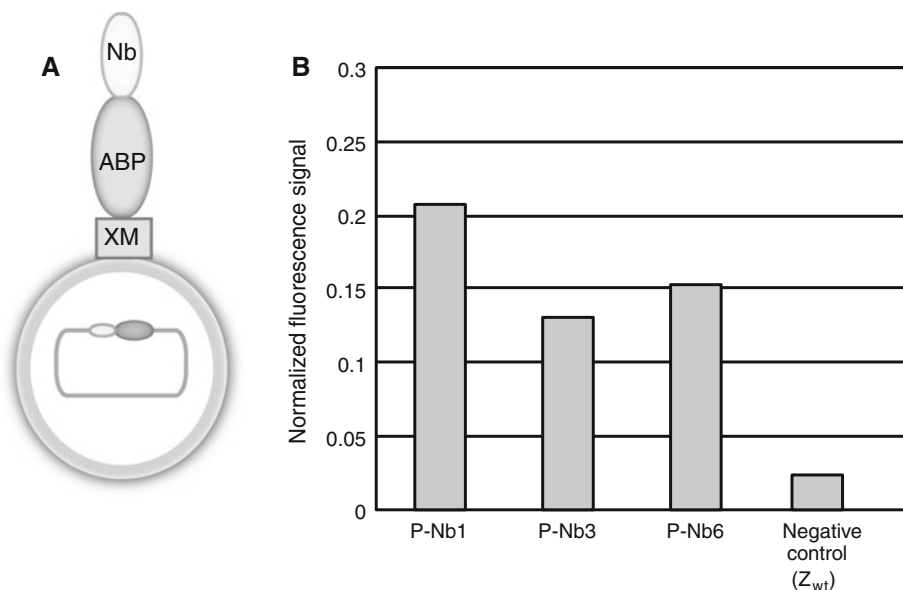 A
Nb
ABP
XM
B
Normalized fluorescence signal
0.3
0.25
0.2
0.15
0.1
0.05
0
P-Nb1
P-Nb3
P-Nb6
Negative
control
(Zwt)